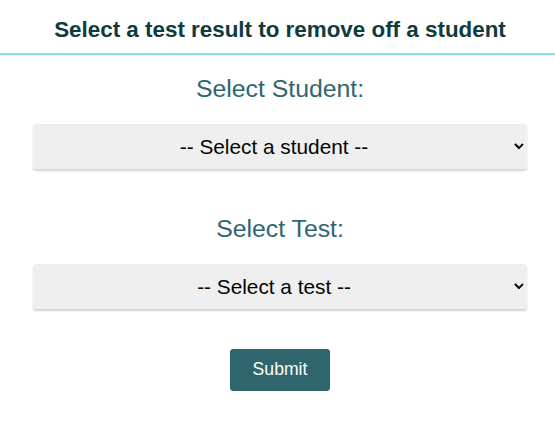 Select a test result to remove off a student
Select Student:
-- Select a student --
Select Test:
-- Select a test --
Submit